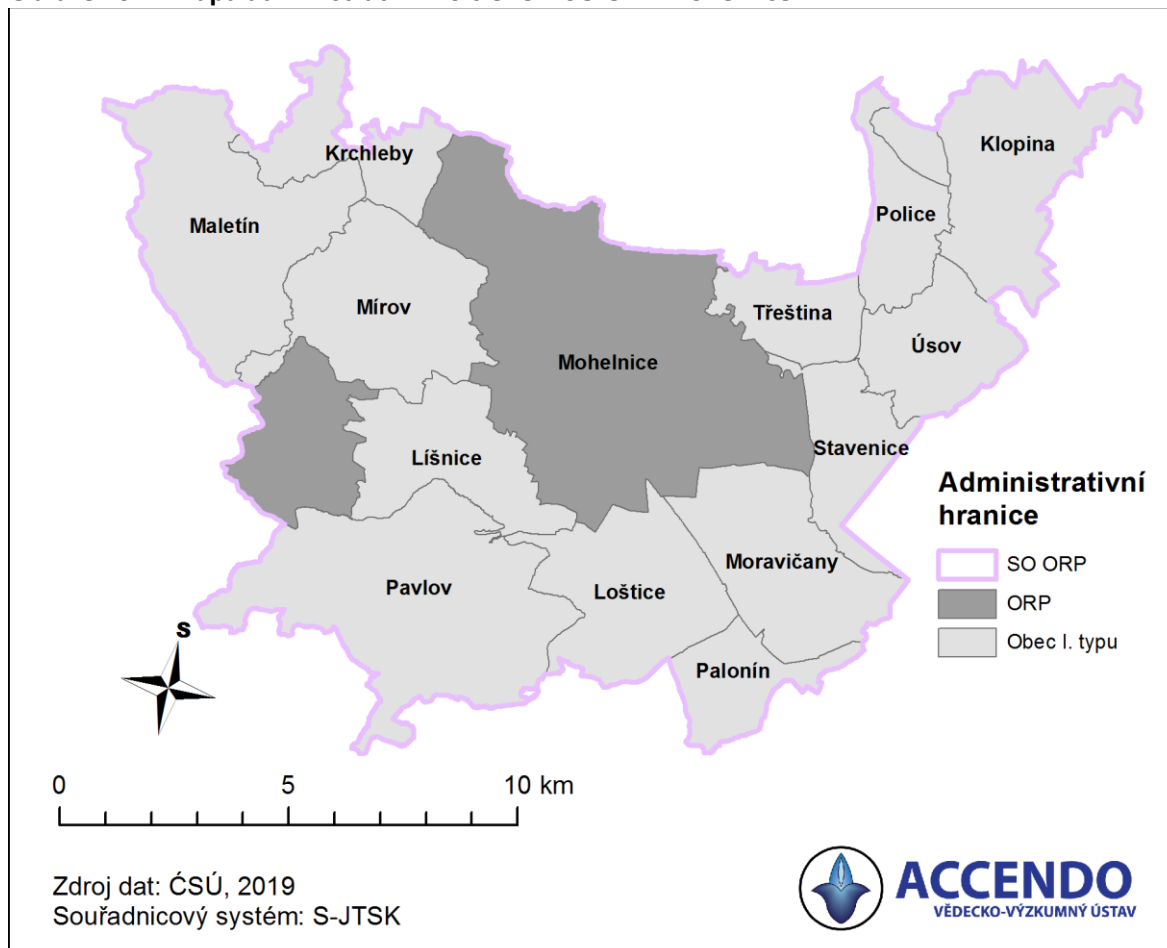 Klopina
Krchleby
Police
Maletín
Mírov
Třeština
Úsov
Mohelnice
Stavenice
Líšnice
Administrativní
hranice
SO ORP
Moravičany
Pavlov
Loštice
ORP
Obec I. typu
S
Palonín
0 5 10 km
Zdroj dat: ĆSÚ, 2019
Souřadnicový systém: S-JTSK
ACCENDO
VĚDECKO-VÝZKUMNÝ ÚSTAV